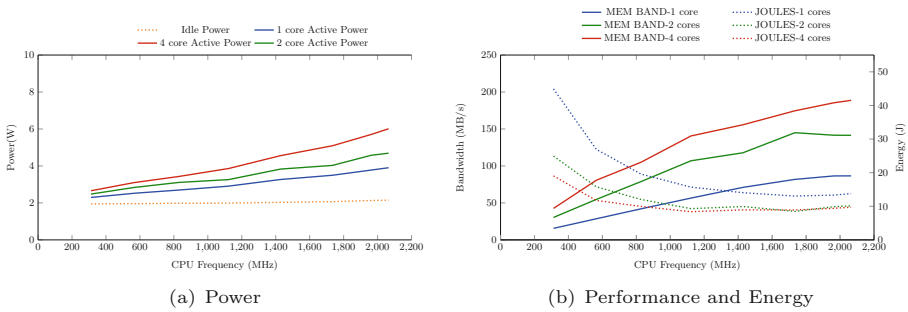 Idle Power 1 core Active Power
4 core Active Power 2 core Active Power
10
8
6
4
2
0
Power(W)
0 200 400 600 800 1,000 1,200 1,400 1,600 1,800 2,000 2,200
CPU Frequency (MHz)
(a) Power
MEM BAND-1 core JOULES-1 cores
MEM BAND-2 cores JOULES-2 cores
MEM BAND-4 cores JOULES-4 cores
250
200
150
100
50
0
Bandwidth (MB/s)
50
40
30
20
10
0
Energy (J)
0 200 400 600 800 1,000 1,200 1,400 1,600 1,800 2,000 2,200
CPU Frequency (MHz)
(b) Performance and Energy